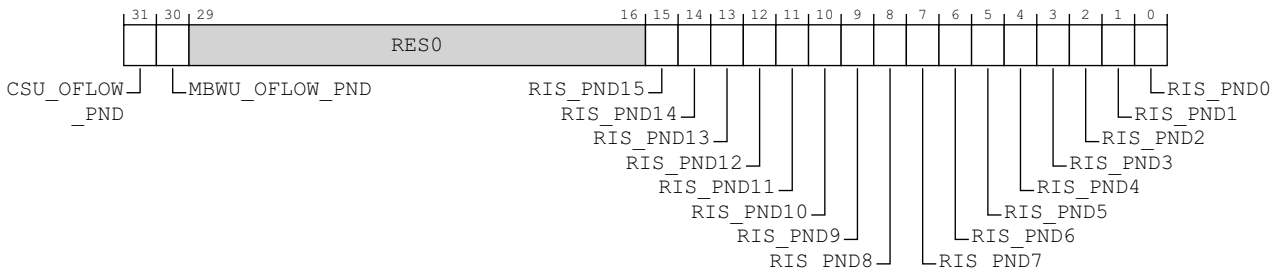 31 30 29 16 15 14 13 12 11 10 9 8 7 6 5 4 3 2 1 0
RES0
CSU_OFLOW
_PND
MBWU_OFLOW_PND
RIS_PND15
RIS_PND0
RIS_PND14
RIS_PND1
RIS_PND13
RIS_PND2
RIS_PND12
RIS_PND3
RIS_PND11
RIS_PND4
RIS_PND10
RIS_PND5
RIS_PND9
RIS_PND6
RIS_PND8
RIS_PND7